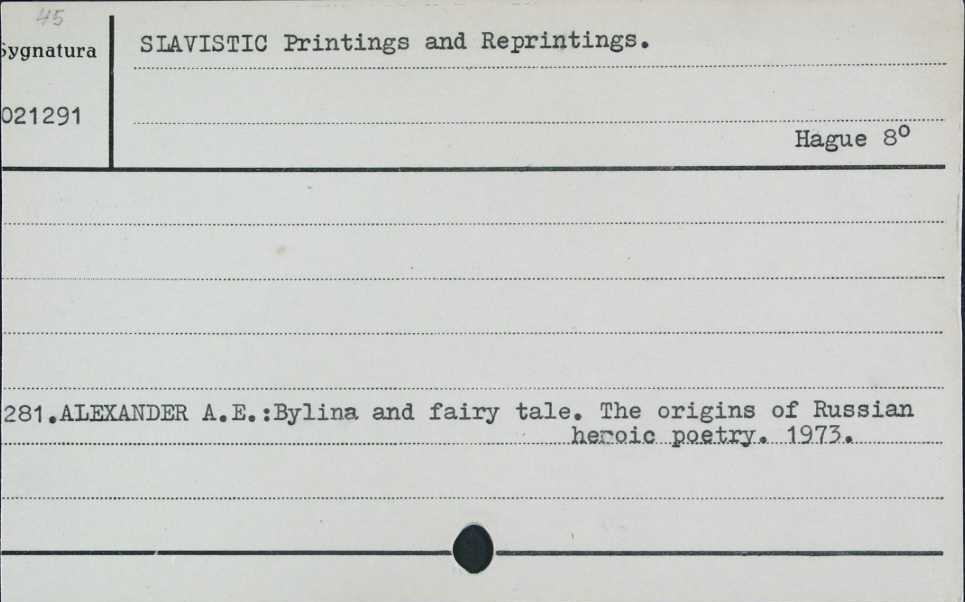 45
Sygnatura
SLAVISTIC Printings and Reprintings.
021291
Hague 8º
281.ALEXANDER A.E.:Bylina and fairy tale. The origins of Russian
heroic poetry. 1973.